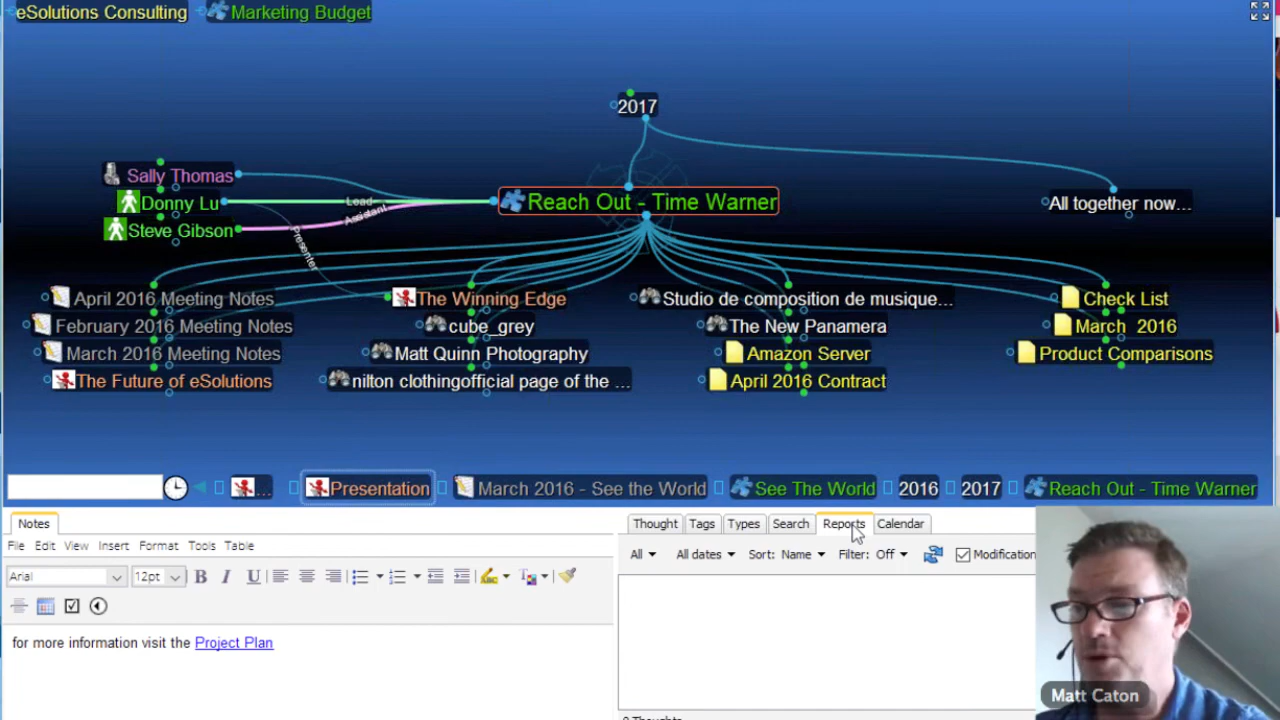 eSolutions Consulting Marketing Budget
2017
Sally Thomas
Donny Lu Lead Reach Out - Time Warner All together now...
Steve Gibson Assistant
Presenter
April 2016 Meeting Notes The Winning Edge Studio de composition de musique... Check List
February 2016 Meeting Notes cube_grey The New Panamera March 2016
March 2016 Meeting Notes Matt Quinn Photography Amazon Server Product Comparisons
The Future of eSolutions nilton clothingofficial page of the ... April 2016 Contract
... Presentation March 2016 - See the World See The World 2016 2017 Reach Out - Time Warner
Notes Thought Tags Types Search Reports Calendar
File Edit View Insert Format Tools Table All All dates Sort: Name Filter: Off Modification
Arial 12pt B I U
for more information visit the Project Plan
Matt Caton